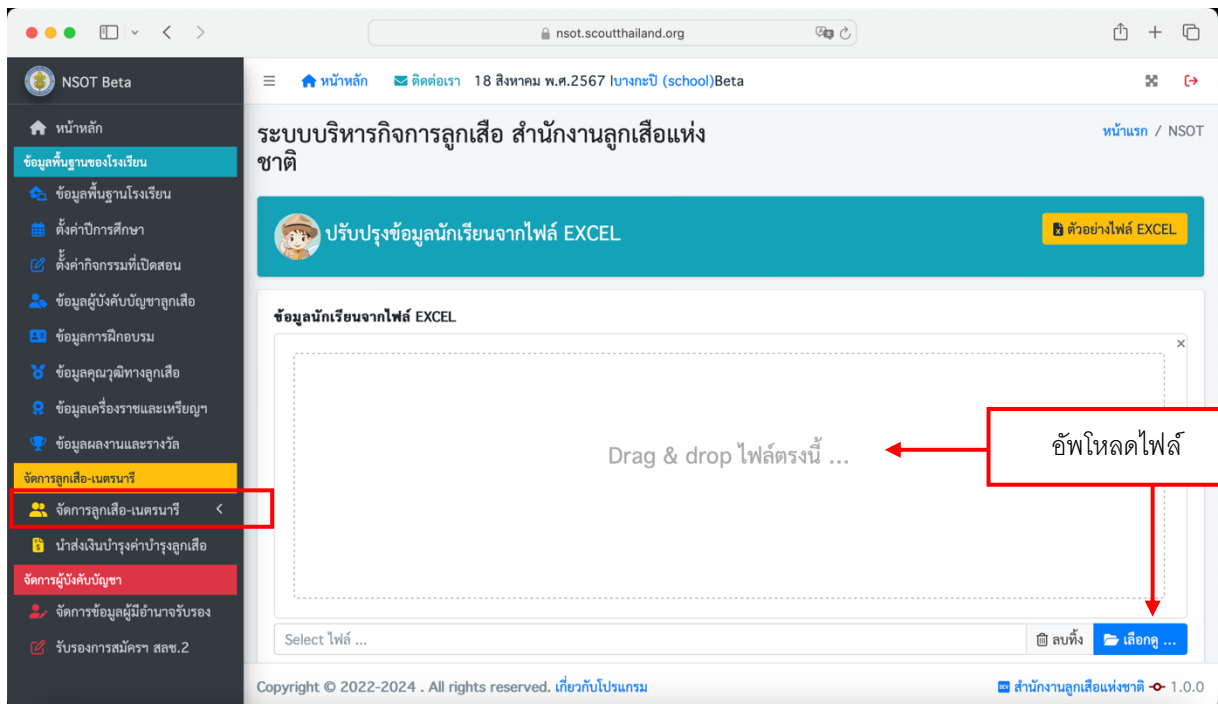 nsot.scoutthailand.org
NSOT Beta
หน้าหลัก
ติดต่อเรา
18 สิงหาคม พ.ศ.2567 |บางกะปิ (school)Beta
หน้าหลัก
ข้อมูลพื้นฐานของโรงเรียน
ข้อมูลพื้นฐานโรงเรียน
ตั้งค่าปีการศึกษา
ตั้งค่ากิจกรรมที่เปิดสอน
ข้อมูลผู้บังคับบัญชาลูกเสือ
ข้อมูลการฝึกอบรม
ข้อมูลคุณวุฒิทางลูกเสือ
ข้อมูลเครื่องราชและเหรียญฯ
ข้อมูลผลงานและรางวัล
จัดการลูกเสือ-เนตรนารี
จัดการลูกเสือ-เนตรนารี
นำส่งเงินบำรุงค่าบำรุงลูกเสือ
จัดการผู้บังคับบัญชา
จัดการข้อมูลผู้มีอำนาจรับรอง
รับรองการสมัครฯ สลช.2
ระบบบริหารกิจการลูกเสือ สำนักงานลูกเสือแห่ง
ชาติ
หน้าแรก / NSOT
ปรับปรุงข้อมูลนักเรียนจากไฟล์ EXCEL
ตัวอย่างไฟล์ EXCEL
ข้อมูลนักเรียนจากไฟล์ EXCEL
Drag & drop ไฟล์ตรงนี้ ...
อัพโหลดไฟล์
Select ไฟล์ ...
ลบทิ้ง
เลือกดู ...
Copyright © 2022-2024 . All rights reserved. เกี่ยวกับโปรแกรม
สำนักงานลูกเสือแห่งชาติ 1.0.0